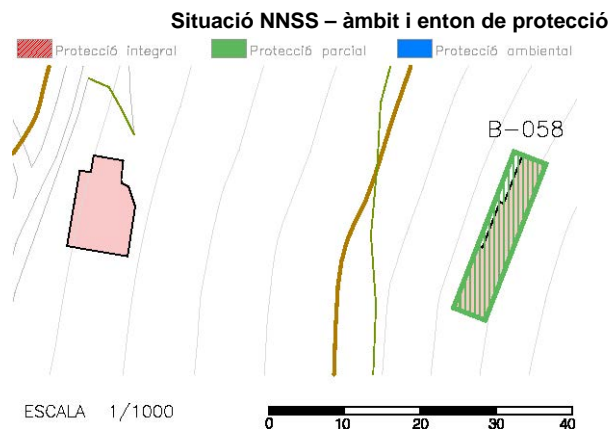 Situació NNSS – àmbit i enton de protecció
Protecció integral Protecció parcial Protecció ambiental
B-058
ESCALA 1/1000
0 10 20 30 40